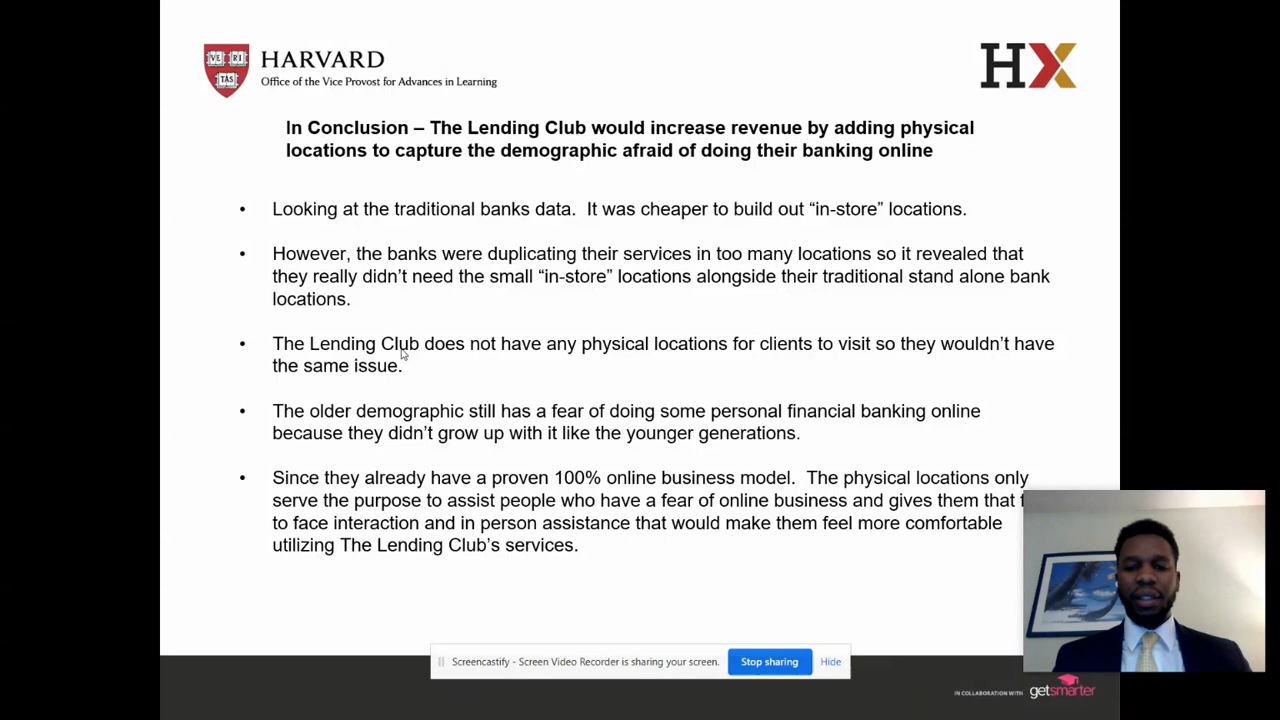 HARVARD
Office of the Vice Provost for Advances in Learning
VE RI
TAS
HX
In Conclusion – The Lending Club would increase revenue by adding physical
locations to capture the demographic afraid of doing their banking online
• Looking at the traditional banks data.  It was cheaper to build out “in-store” locations.
• However, the banks were duplicating their services in too many locations so it revealed that
they really didn’t need the small “in-store” locations alongside their traditional stand alone bank
locations.
• The Lending Club does not have any physical locations for clients to visit so they wouldn’t have
the same issue.
• The older demographic still has a fear of doing some personal financial banking online
because they didn’t grow up with it like the younger generations.
• Since they already have a proven 100% online business model.  The physical locations only
serve the purpose to assist people who have a fear of online business and gives them that
to face interaction and in person assistance that would make them feel more comfortable
utilizing The Lending Club’s services.
Screencastify - Screen Video Recorder is sharing your screen.
Stop sharing
Hide
IN COLLABORATION WITH getsmarter